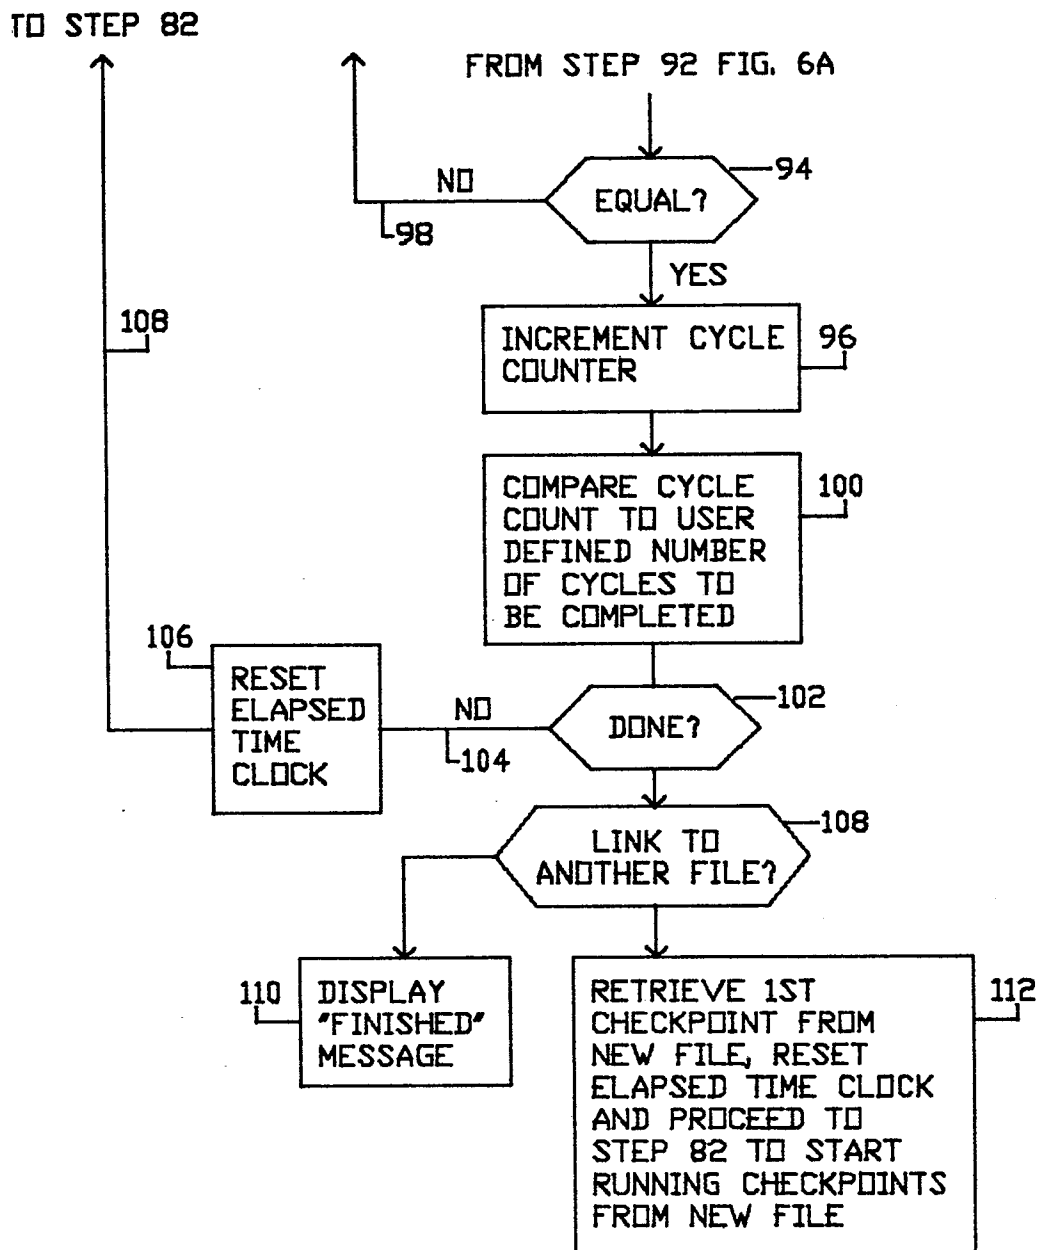 TO STEP 82
FROM STEP 92 FIG. 6A
94
NO
EQUAL?
98
YES
108
INCREMENT CYCLE
COUNTER
96
COMPARE CYCLE
COUNT TO USER
DEFINED NUMBER
OF CYCLES TO
BE COMPLETED
100
106
RESET
ELAPSED
TIME
CLOCK
NO
104
DONE?
102
LINK TO
ANOTHER FILE?
108
110
DISPLAY
"FINISHED"
MESSAGE
RETRIEVE 1ST
CHECKPOINT FROM
NEW FILE, RESET
ELAPSED TIME CLOCK
AND PROCEED TO
STEP 82 TO START
RUNNING CHECKPOINTS
FROM NEW FILE
112